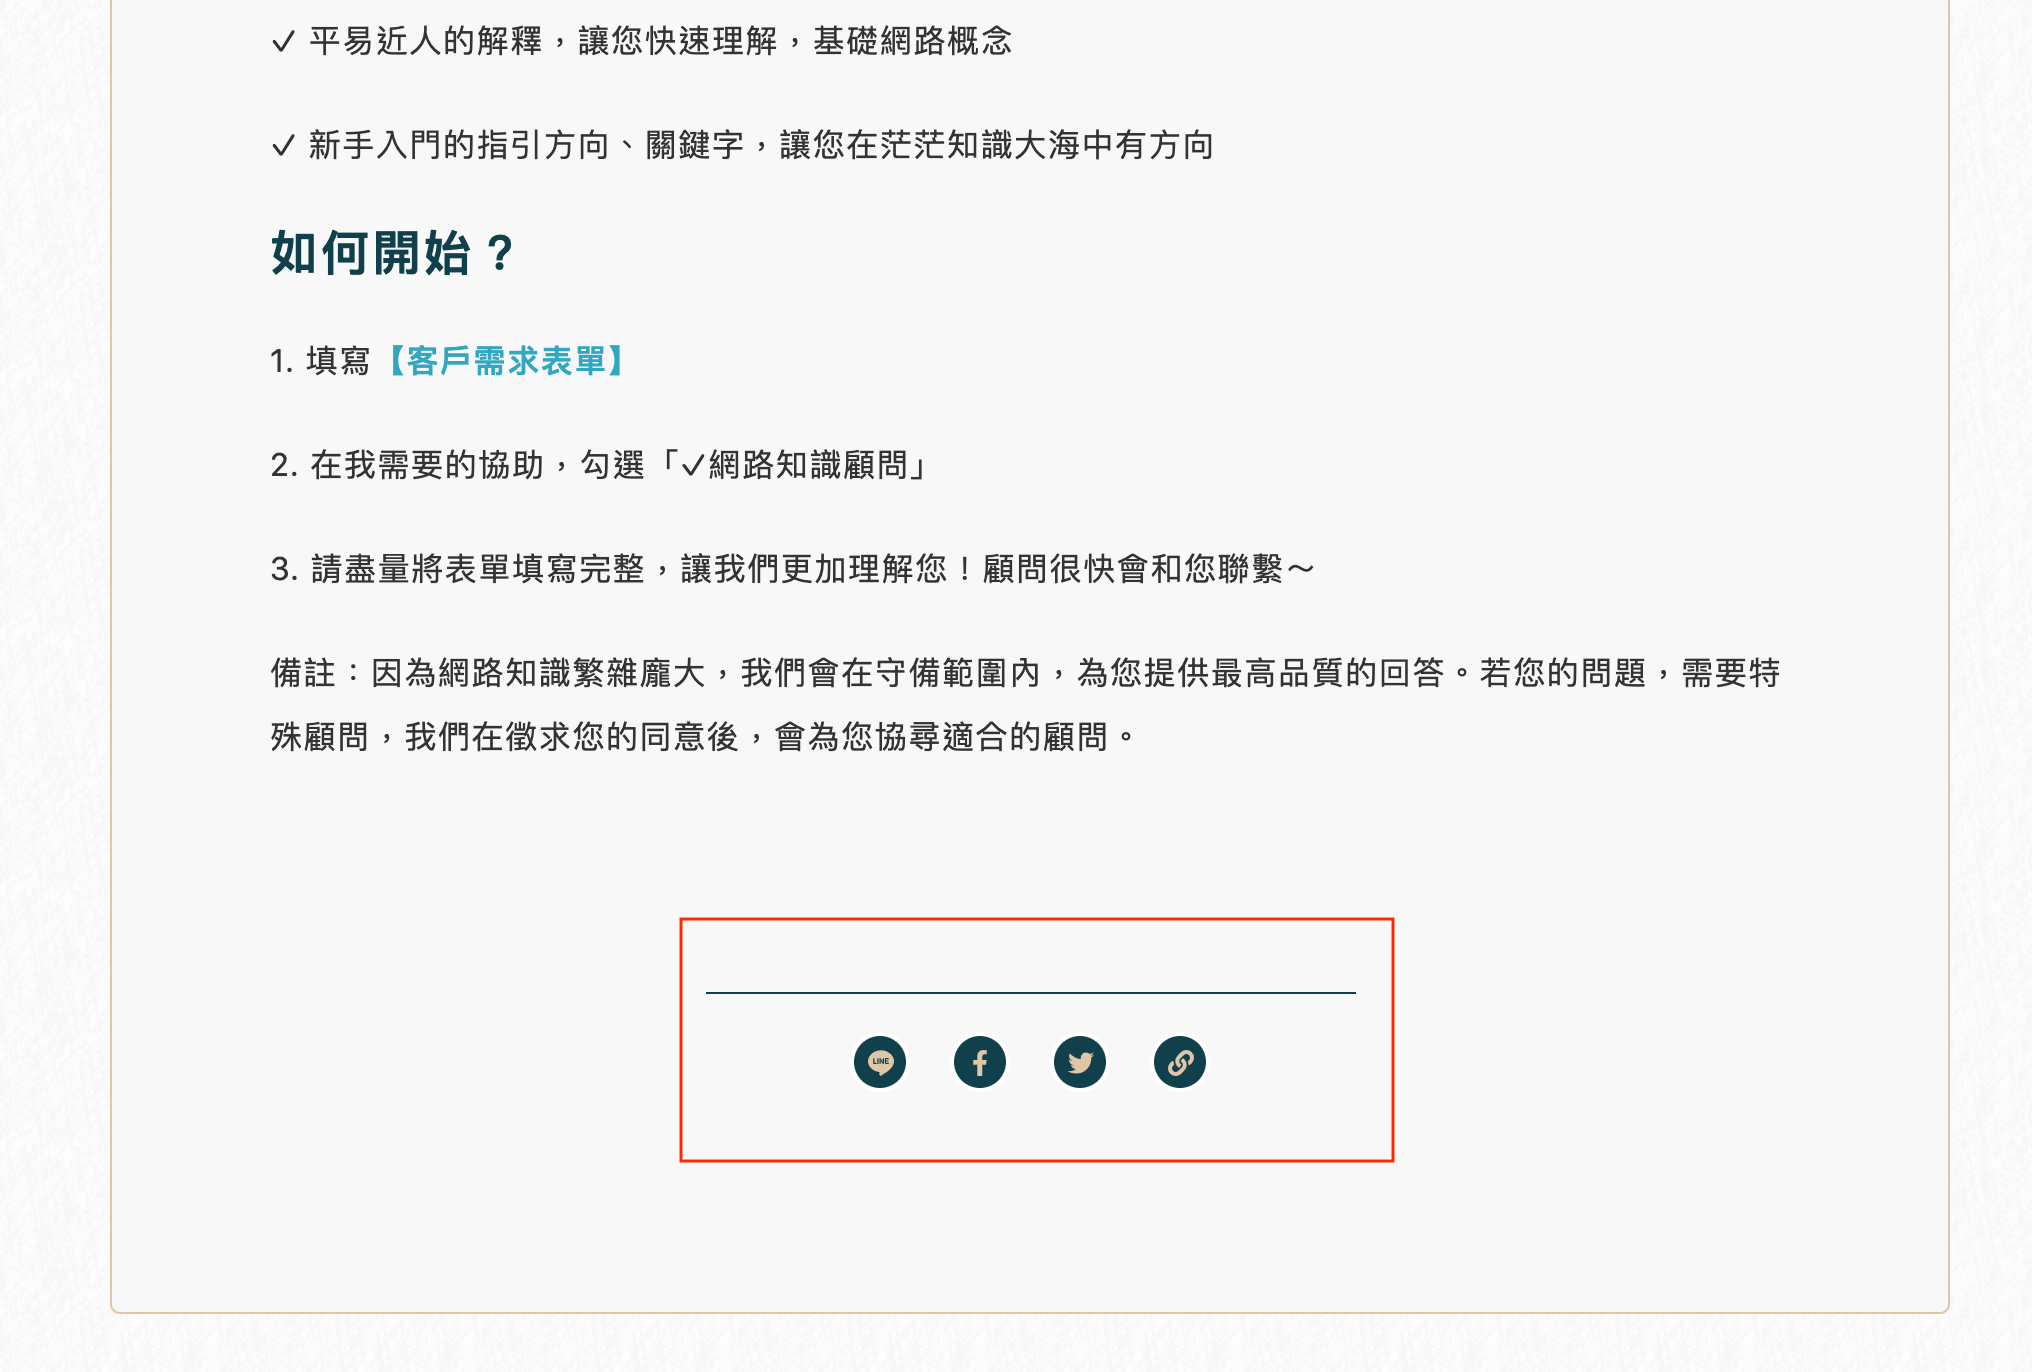 ✓ 平易近人的解釋，讓您快速理解，基礎網路概念
✓ 新手入門的指引方向、關鍵字，讓您在茫茫知識大海中有方向
如何開始？
1. 填寫【客戶需求表單】
2. 在我需要的協助，勾選「✓網路知識顧問」
3. 請盡量將表單填寫完整，讓我們更加理解您！顧問很快會和您聯繫～
備註：因為網路知識繁雜龐大，我們會在守備範圍內，為您提供最高品質的回答。若您的問題，需要特
殊顧問，我們在徵求您的同意後，會為您協尋適合的顧問。
LINE